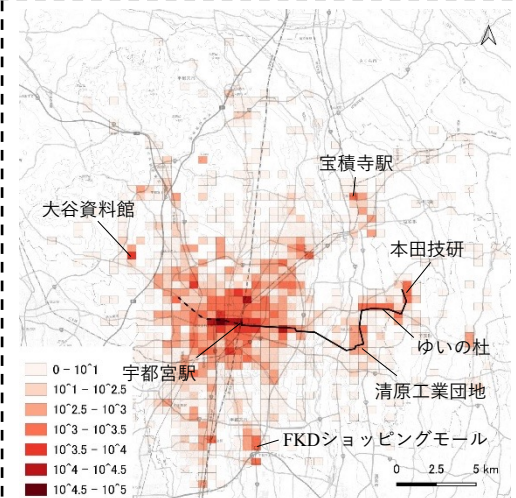 宝積寺駅
大谷資料館
本田技研
ゆいの杜
宇都宮駅
清原工業団地
FKDショッピングモール
0 - 10^1
10^1 - 10^2.5
10^2.5 - 10^3
10^3 - 10^3.5
10^3.5 - 10^4
10^4 - 10^4.5
10^4.5 - 10^5
0 2.5 5 km